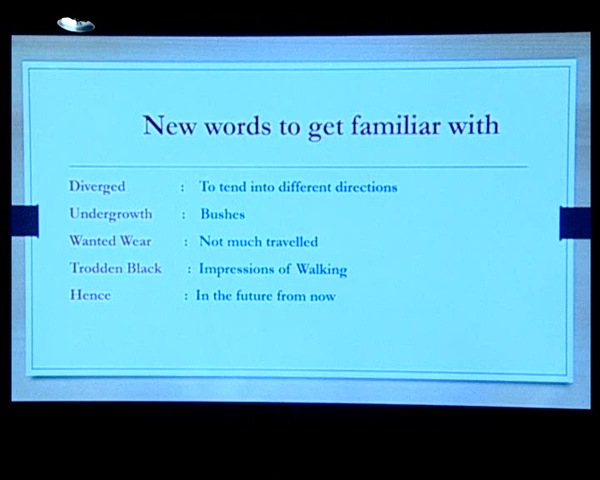 New words to get familiar with
Diverged : To tend into different directions
Undergrowth : Bushes
Wanted Wear : Not much travelled
Trodden Black : Impressions of Walking
Hence : In the future from now